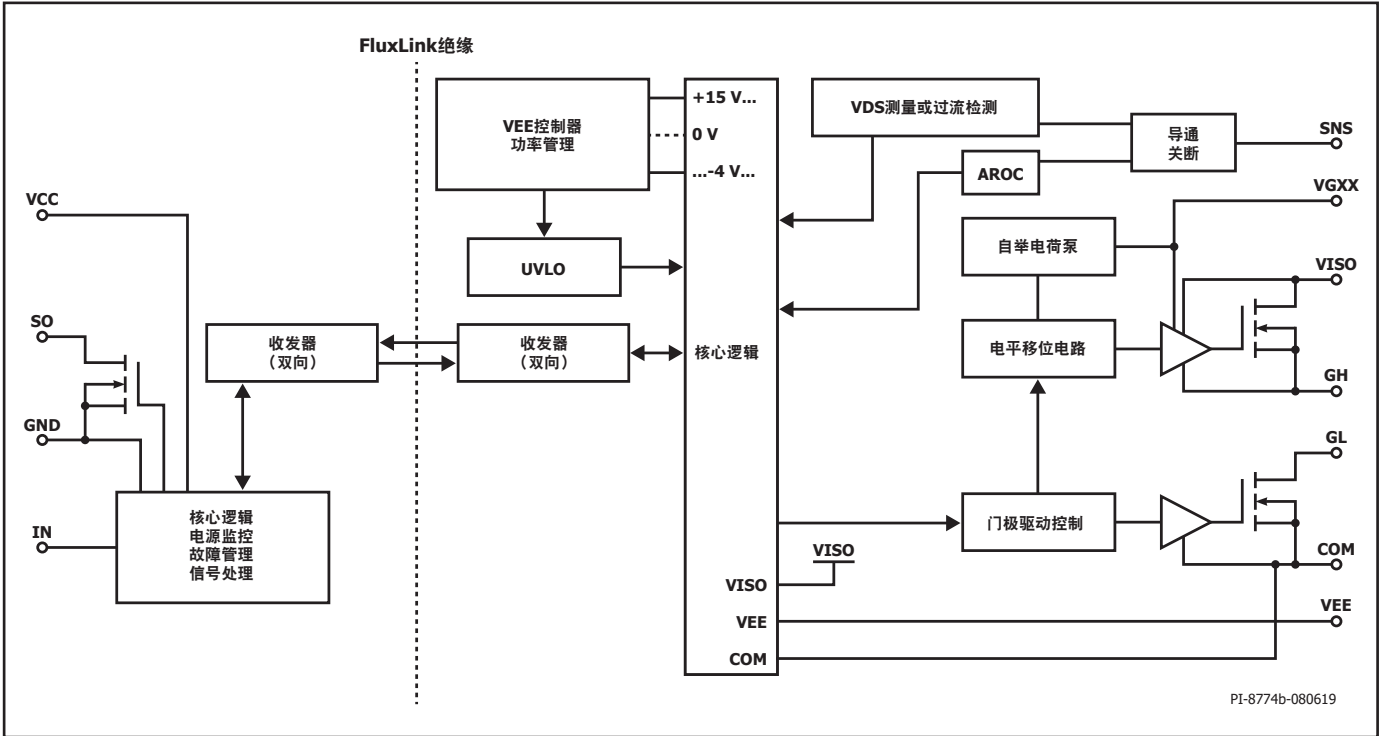 FluxLink绝缘
VCC
SO
GND
IN
核心逻辑
电源监控
故障管理
信号处理
收发器
（双向）
收发器
（双向）
VEE控制器
功率管理
UVLO
+15 V...
0 V
...-4 V...
核心逻辑
VISO
VEE
COM
VISO
VDS测量或过流检测
AROC
导通
关断
自举电荷泵
电平移位电路
门极驱动控制
SNS
VGXX
VISO
GH
GL
COM
VEE
PI-8774b-080619